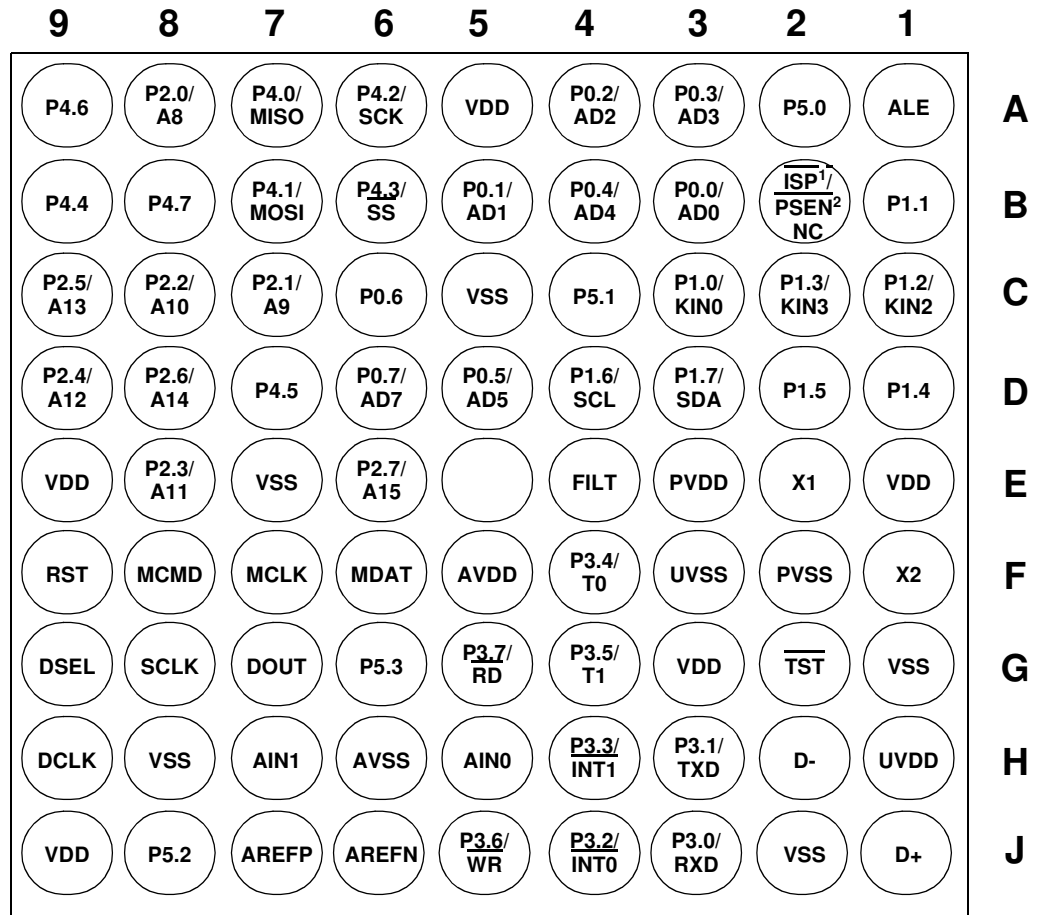 9 8 7 6 5 4 3 2 1
P4.6 P2.0/ P4.0/ P4.2/ VDD P0.2/ P0.3/ P5.0 ALE A
A8 MISO SCK AD2 AD3
P4.4 P4.7 P4.1/ P4.3/ P0.1/ P0.4/ P0.0/ ISP¹/ P1.1 B
MOSI SS AD1 AD4 AD0 PSEN²
NC
P2.5/ P2.2/ P2.1/ P0.6 VSS P5.1 P1.0/ P1.3/ P1.2/ C
A13 A10 A9 KIN0 KIN3 KIN2
P2.4/ P2.6/ P4.5 P0.7/ P0.5/ P1.6/ P1.7/ P1.5 P1.4 D
A12 A14 AD7 AD5 SCL SDA
VDD P2.3/ VSS P2.7/ FILT PVDD X1 VDD E
A11 A15
RST MCMD MCLK MDAT AVDD P3.4/ UVSS PVSS X2 F
T0
DSEL SCLK DOUT P5.3 P3.7/ P3.5/ VDD TST VSS G
RD T1
DCLK VSS AIN1 AVSS AIN0 P3.3/ P3.1/ D- UVDD H
INT1 TXD
VDD P5.2 AREFP AREFN P3.6/ P3.2/ P3.0/ VSS D+ J
WR INT0 RXD